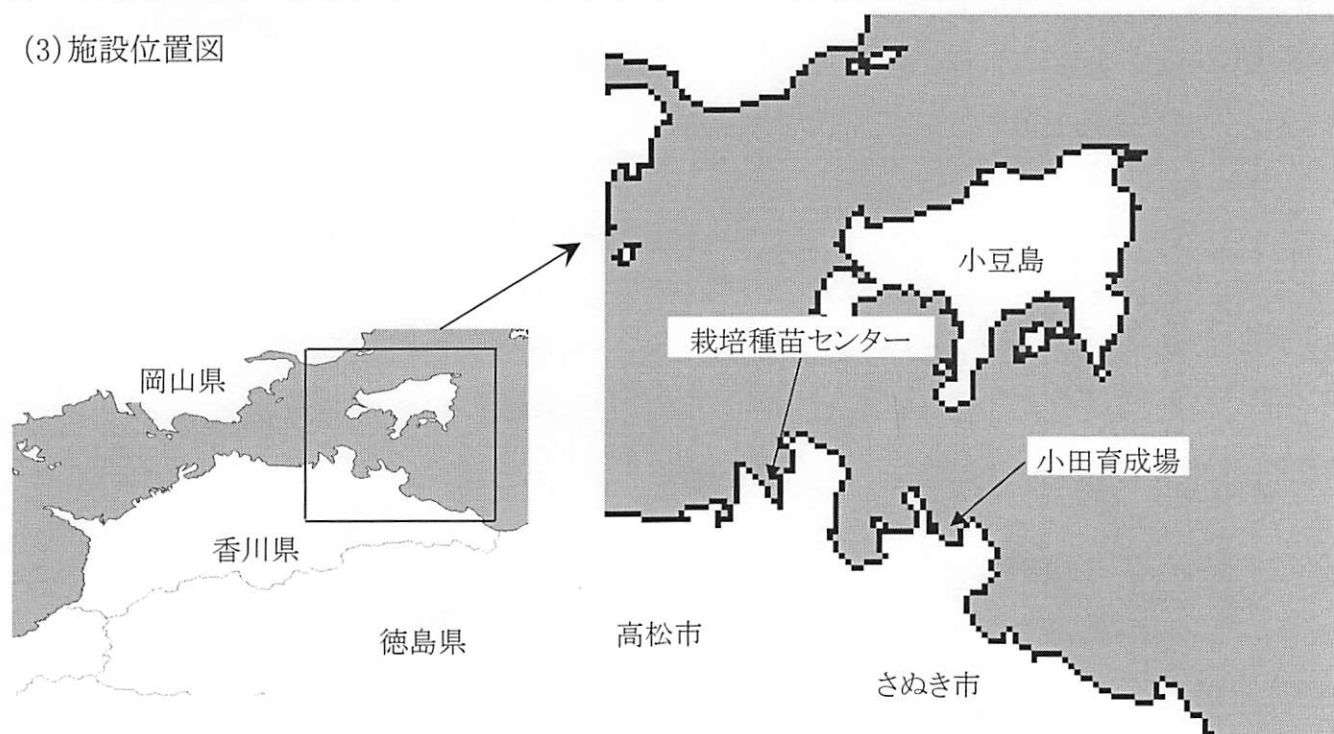 (3)施設位置図
小豆島
栽培種苗センター
岡山県
小田育成場
香川県
徳島県
高松市
さぬき市